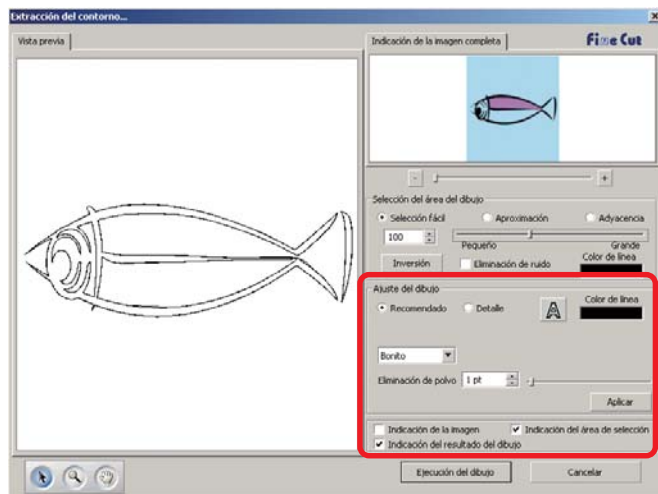 Extracción del contorno...
Vista previa
Indicación de la imagen completa
Fine Cut
- +
Selección del área del dibujo
Selección fácil Aproximación Adyacencia
100
Pequeño Grande
Inversión Eliminación de ruido Color de línea
Ajuste del dibujo
Recomendado Detalle A Color de línea
Bonito
Eliminación de polvo 1 pt
Aplicar
Indicación de la imagen Indicación del área de selección
Indicación del resultado del dibujo
Ejecución del dibujo Cancelar